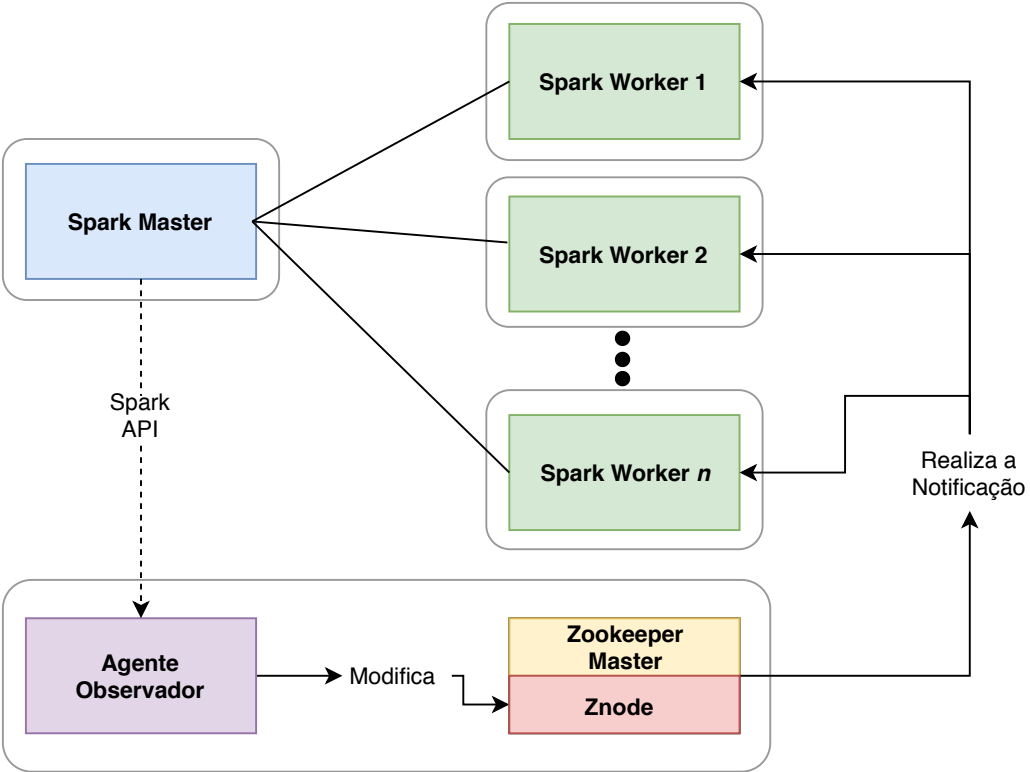 Spark Worker 1
Spark Master
Spark Worker 2
Spark
API
Spark Worker n
Realiza a
Notificação
Agente
Observador
Modifica
Zookeeper
Master
Znode